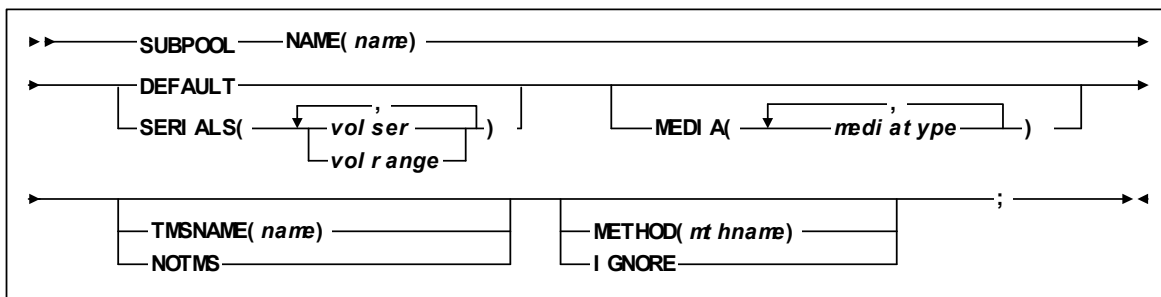 SUBPOOL NAME( name)
DEFAULT
SERIALS( volser , ) MEDIA( mediatype , )
volrange
;
TMSNAME( name) METHOD( mthname)
NOTMS IGNORE